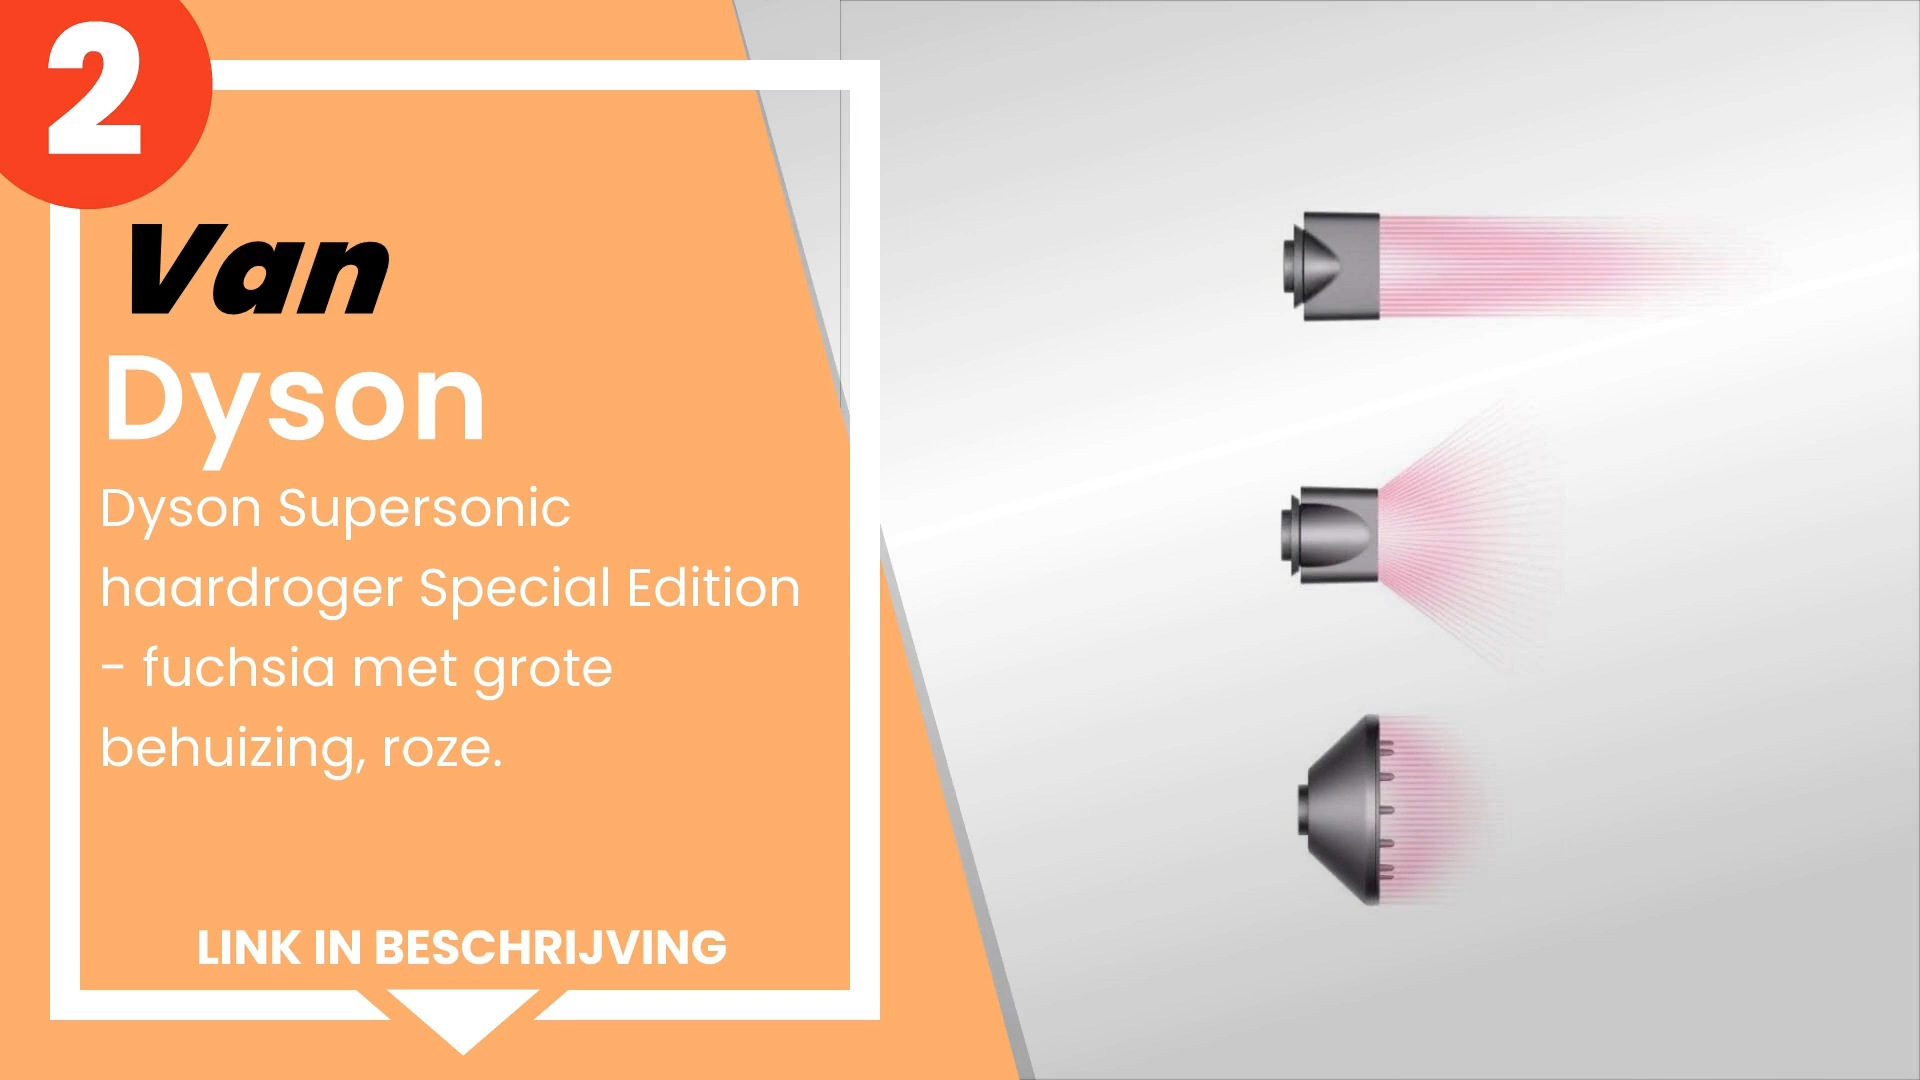 2
Van
Dyson
Dyson Supersonic
haardroger Special Edition
- fuchsia met grote
behuizing, roze.
LINK IN BESCHRIJVING